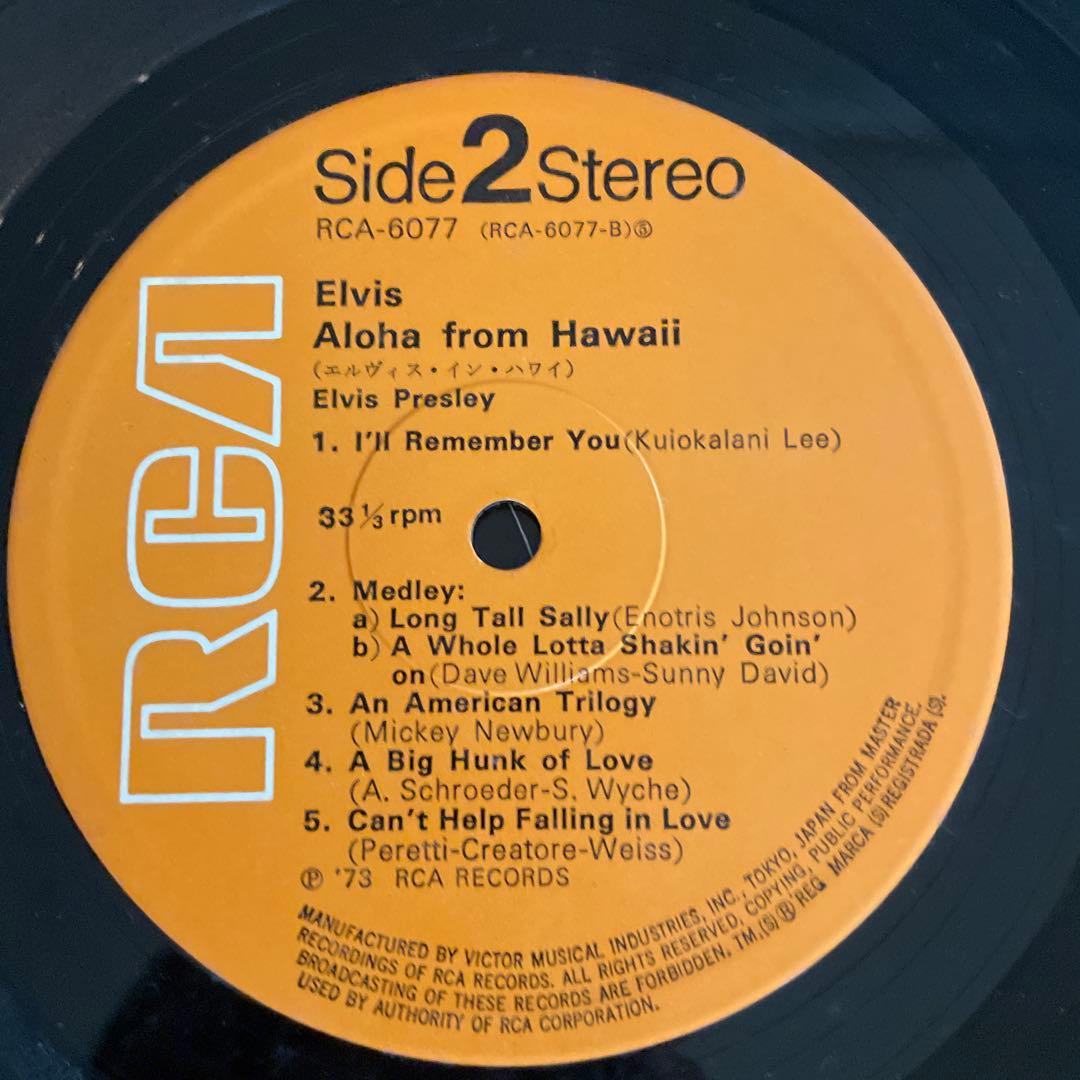 Side 2 Stereo
RCA-6077 (RCA-6077-B)⑤
RCA
Elvis
Aloha from Hawaii
(エルヴィス・イン・ハワイ)
Elvis Presley
1. I'll Remember You(Kuiokalani Lee)
33 1/3 rpm
2. Medley:
a) Long Tall Sally(Enotris Johnson)
b) A Whole Lotta Shakin' Goin'
on(Dave Williams-Sunny David)
3. An American Trilogy
(Mickey Newbury)
4. A Big Hunk of Love
(A. Schroeder-S. Wyche)
5. Can't Help Falling in Love
(Peretti-Creatore-Weiss)
Ⓟ '73 RCA RECORDS
MANUFACTURED BY VICTOR MUSICAL INDUSTRIES, INC., TOKYO, JAPAN FROM MASTER
RECORDINGS OF RCA RECORDS. ALL RIGHTS RESERVED, COPYING, PUBLIC PERFORMANCE,
BROADCASTING OF THESE RECORDS ARE FORBIDDEN. TM.(S)® REG MARCA (S)REGISTRADA (S).
USED BY AUTHORITY OF RCA CORPORATION.